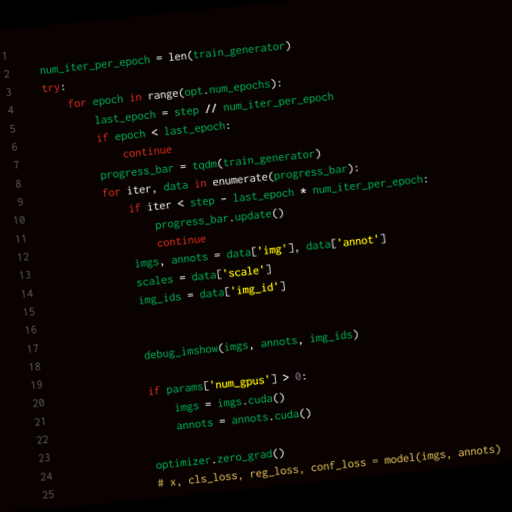 1
2 num_iter_per_epoch = len(train_generator)
3 try:
4 for epoch in range(opt.num_epochs):
5 last_epoch = step // num_iter_per_epoch
6 if epoch < last_epoch:
7 continue
8 progress_bar = tqdm(train_generator)
9 for iter, data in enumerate(progress_bar):
10 if iter < step - last_epoch * num_iter_per_epoch:
11 progress_bar.update()
12 continue
13 imgs, annots = data['img'], data['annot']
14 scales = data['scale']
15 img_ids = data['img_id']
16
17
18 debug_imshow(imgs, annots, img_ids)
19
20 if params['num_gpus'] > 0:
21 imgs = imgs.cuda()
22 annots = annots.cuda()
23
24 optimizer.zero_grad()
25 # x, cls_loss, reg_loss, conf_loss = model(imgs, annots)